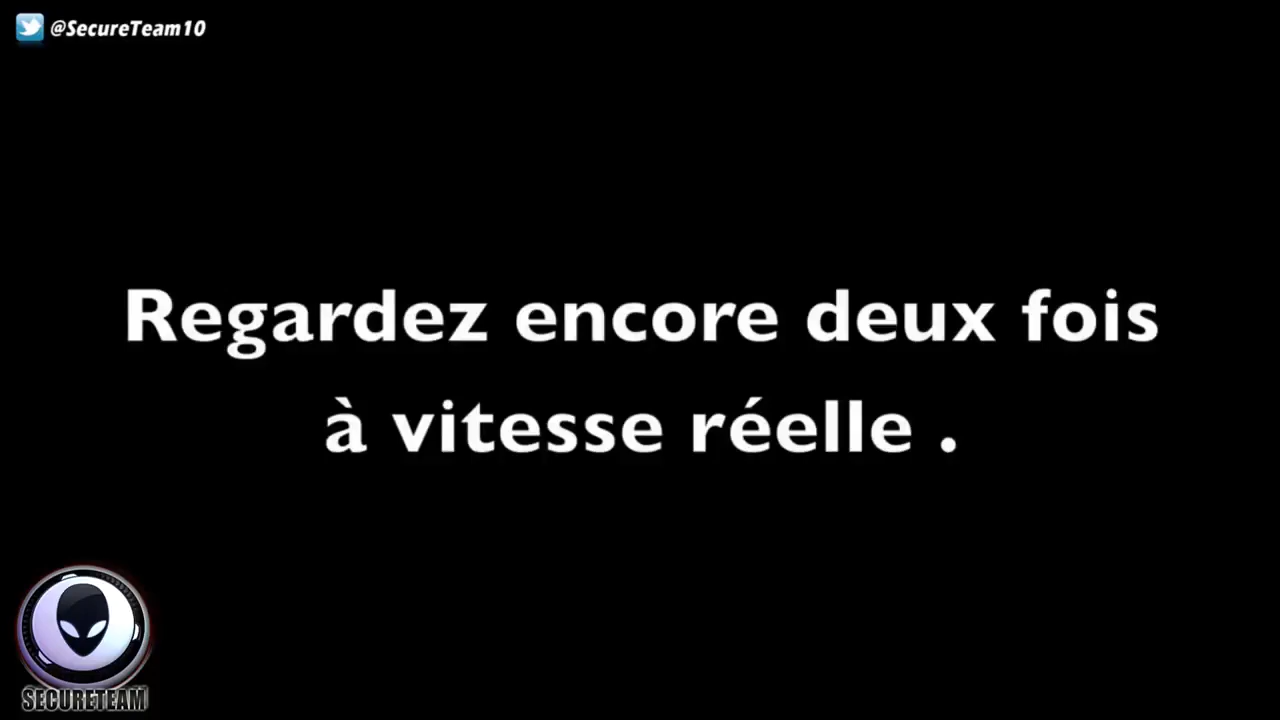 @SecureTeam10
Regardez encore deux fois
à vitesse réelle .
SECURETEAM